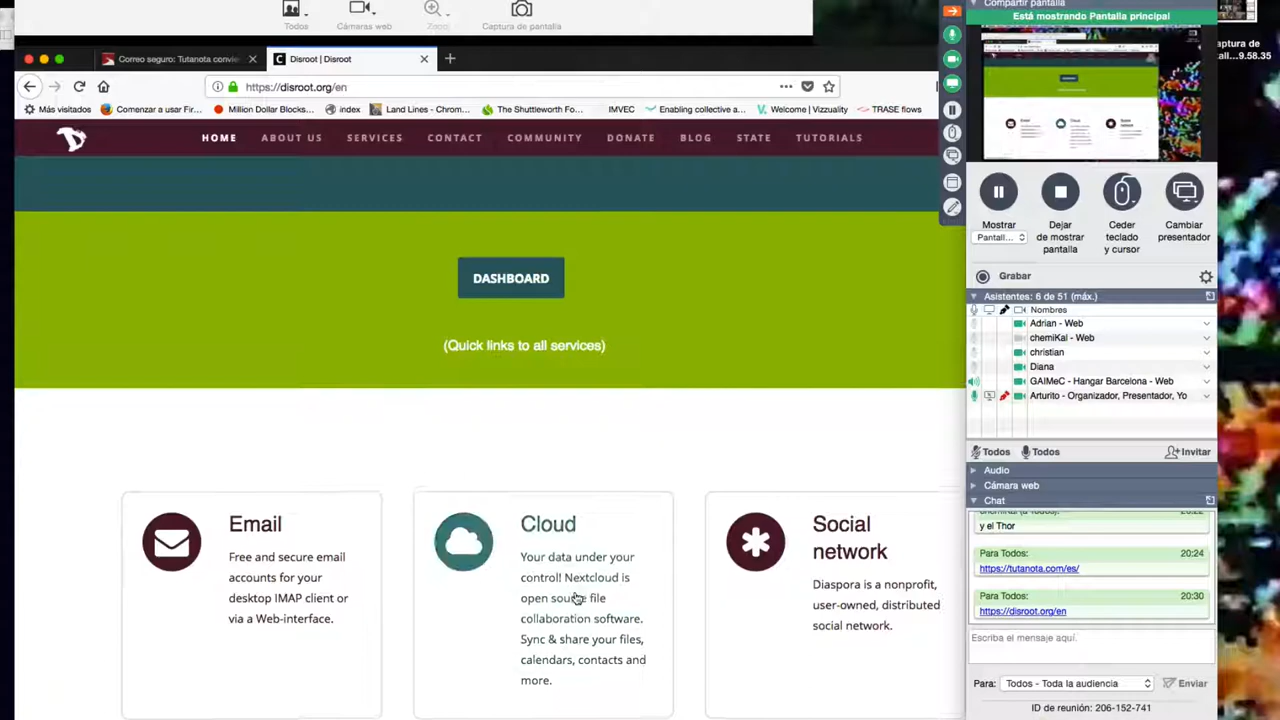 Todos
Cámaras web
Zoom
Captura de pantalla
Correo seguro: Tutanota convier
Disroot | Disroot
https://disroot.org/en
Más visitados
Comenzar a usar Fir...
Million Dollar Blocks...
index
Land Lines - Chrom...
The Shuttleworth Fo...
IMVEC
Enabling collective a...
Welcome | Vizzuality
TRASE flows
HOME
ABOUT US
SERVICES
CONTACT
COMMUNITY
DONATE
BLOG
STATE
TUTORIALS
DASHBOARD
(Quick links to all services)
Email
Free and secure email
accounts for your
desktop IMAP client or
via a Web-interface.
Cloud
Your data under your
control! Nextcloud is
open source file
collaboration software.
Sync & share your files,
calendars, contacts and
more.
Social
network
Diaspora is a nonprofit,
user-owned, distributed
social network.
Compartir pantalla
Está mostrando Pantalla principal
Mostrar
Pantall...
Dejar
de mostrar
pantalla
Ceder
teclado
y cursor
Cambiar
presentador
Grabar
Asistentes: 6 de 51 (máx.)
Nombres
Adrian - Web
chemiKal - Web
christian
Diana
GAIMeC - Hangar Barcelona - Web
Arturito - Organizador, Presentador, Yo
Todos
Todos
Invitar
Audio
Cámara web
Chat
y el Thor
Para Todos: 20:24
https://tutanota.com/es/
Para Todos: 20:30
https://disroot.org/en
Escriba el mensaje aquí.
Para:
Todos - Toda la audiencia
Enviar
ID de reunión: 206-152-741